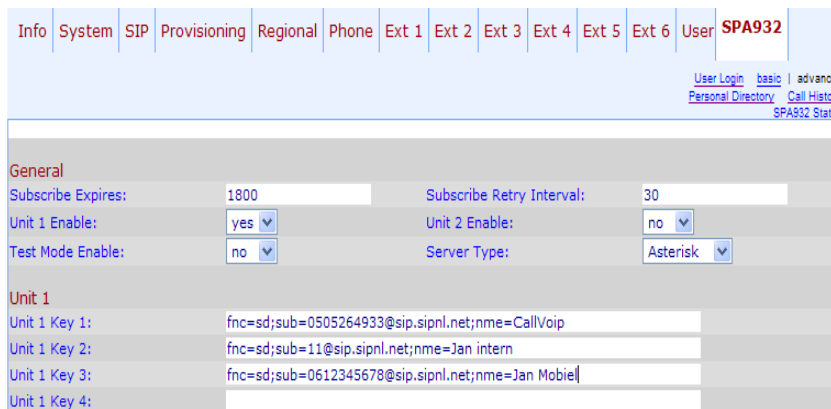 Info System SIP Provisioning Regional Phone Ext 1 Ext 2 Ext 3 Ext 4 Ext 5 Ext 6 User SPA932
User Login basic | advanc
Personal Directory Call Histo
SPA932 Stat
General
Subscribe Expires: 1800 Subscribe Retry Interval: 30
Unit 1 Enable: yes Unit 2 Enable: no
Test Mode Enable: no Server Type: Asterisk
Unit 1
Unit 1 Key 1: fnc=sd;sub=0505264933@sip.sipnl.net;nme=CallVoip
Unit 1 Key 2: fnc=sd;sub=11@sip.sipnl.net;nme=Jan intern
Unit 1 Key 3: fnc=sd;sub=0612345678@sip.sipnl.net;nme=Jan Mobiel
Unit 1 Key 4: